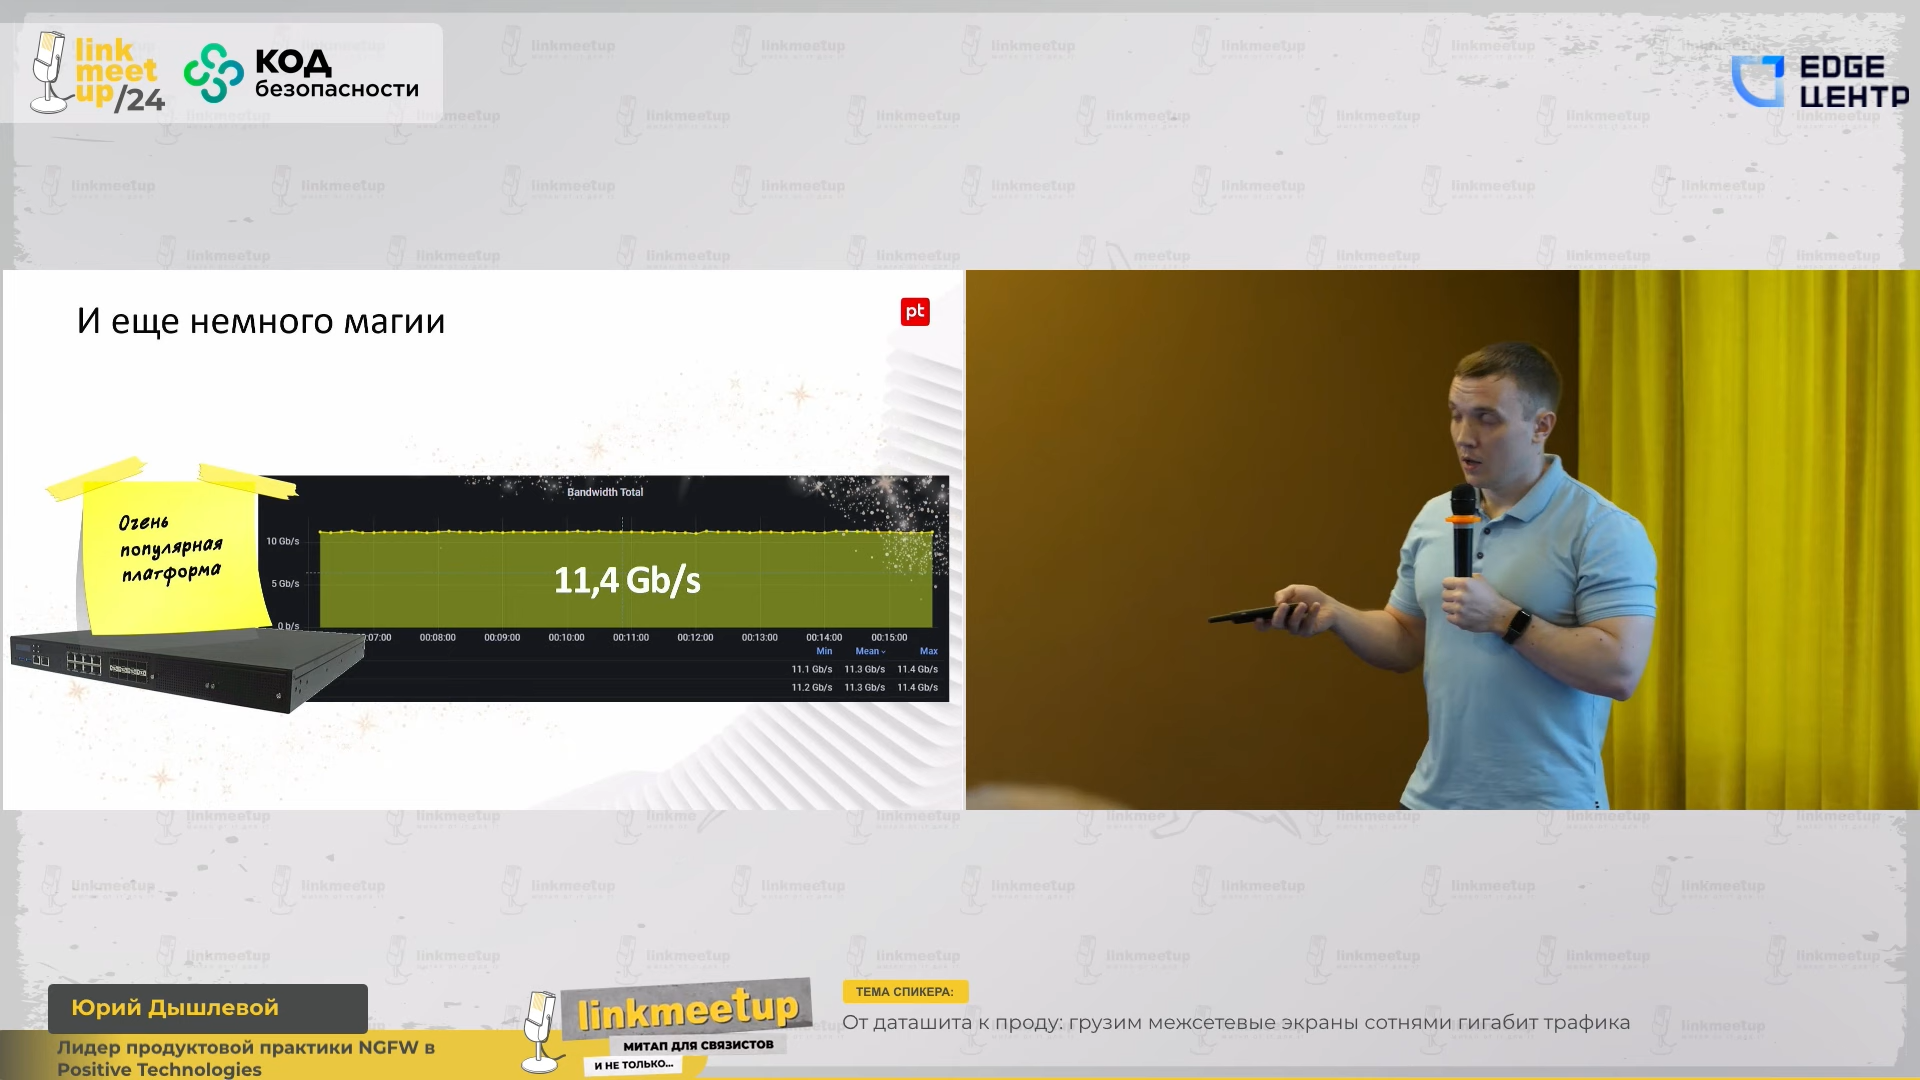 link
meet
up/24
КОД
безопасности
EDGE
ЦЕНТР
И еще немного магии
pt
Очень
популярная
платформа
Bandwidth Total
10 Gb/s
5 Gb/s
0 b/s
11,4 Gb/s
:07:00 00:08:00 00:09:00 00:10:00 00:11:00 00:12:00 00:13:00 00:14:00 00:15:00
Min Mean Max
11.1 Gb/s 11.3 Gb/s 11.4 Gb/s
11.2 Gb/s 11.3 Gb/s 11.4 Gb/s
Юрий Дышлевой
Лидер продуктовой практики NGFW в
Positive Technologies
linkmeetup
МИТАП ДЛЯ СВЯЗИСТОВ
И НЕ ТОЛЬКО...
ТЕМА СПИКЕРА:
От даташита к проду: грузим межсетевые экраны сотнями гигабит трафика